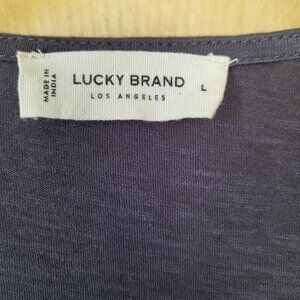 MADE IN
INDIA
LUCKY BRAND
LOS ANGELES
L